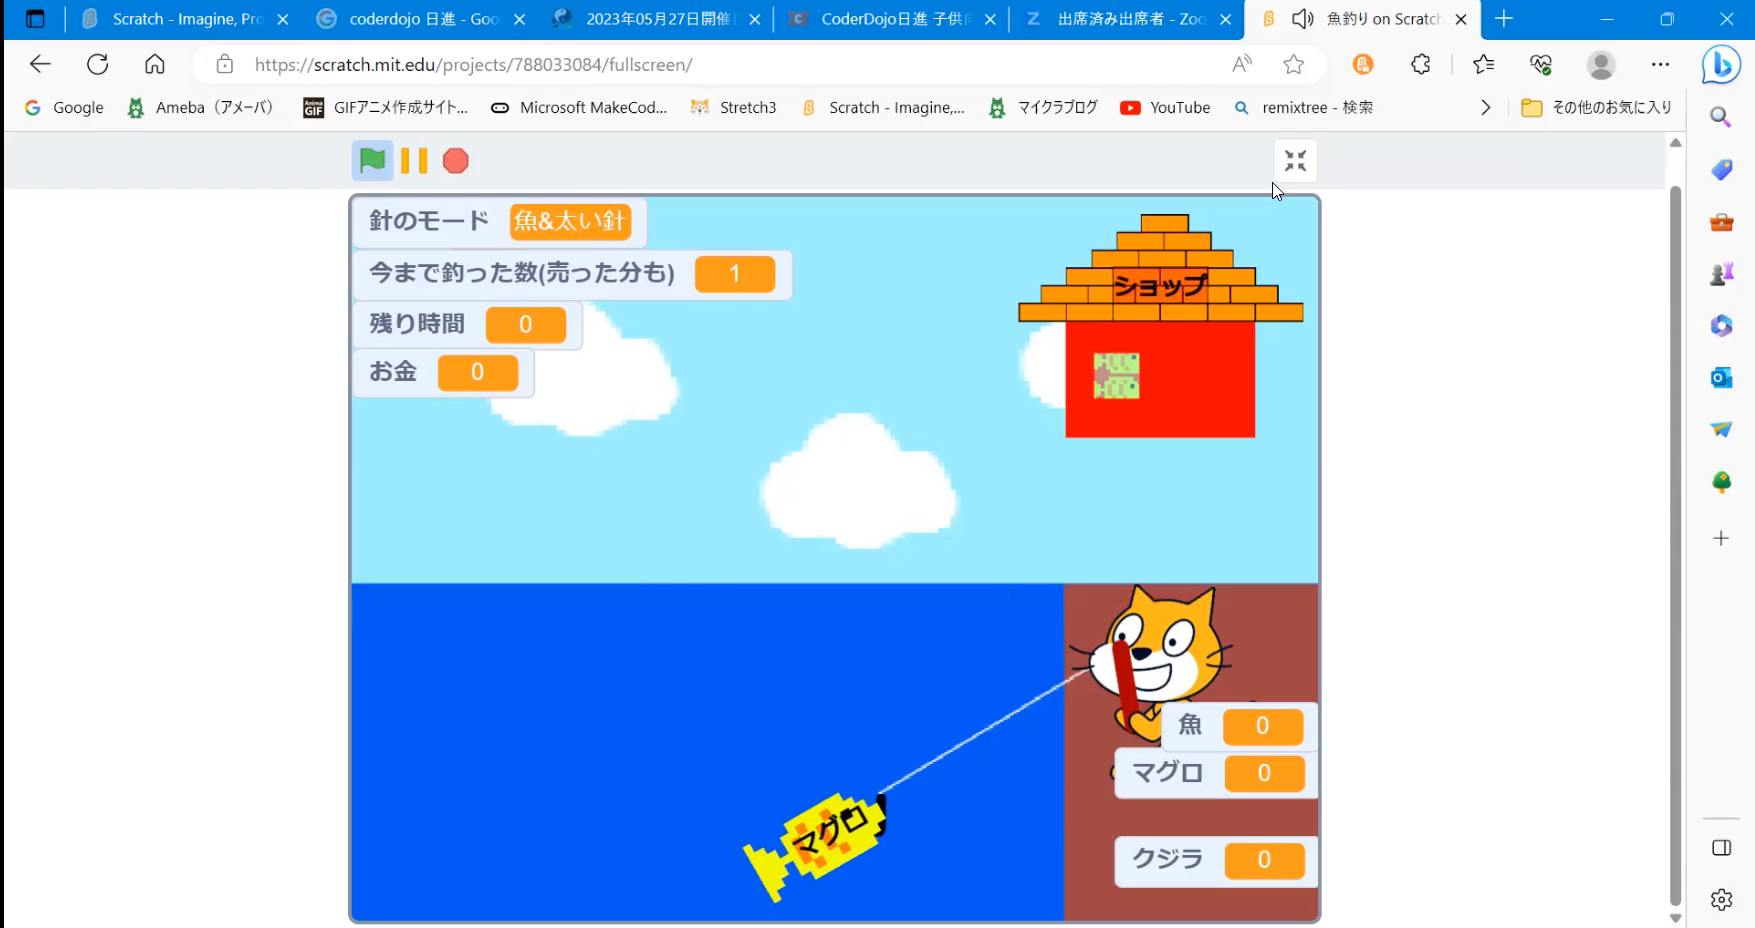 Scratch - Imagine, Pro
coderdojo 日進 - Goo
2023年05月27日開催
CoderDojo日進 子供
出席済み出席者 - Zoo
魚釣り on Scratch
https://scratch.mit.edu/projects/788033084/fullscreen/
Google
Ameba（アメーバ）
GIFアニメ作成サイト...
Microsoft MakeCod...
Stretch3
Scratch - Imagine,...
マイクラブログ
YouTube
remixtree - 検索
その他のお気に入り
針のモード 魚&太い針
今まで釣った数(売った分も) 1
残り時間 0
お金 0
ショップ
マグロ
魚 0
マグロ 0
クジラ 0